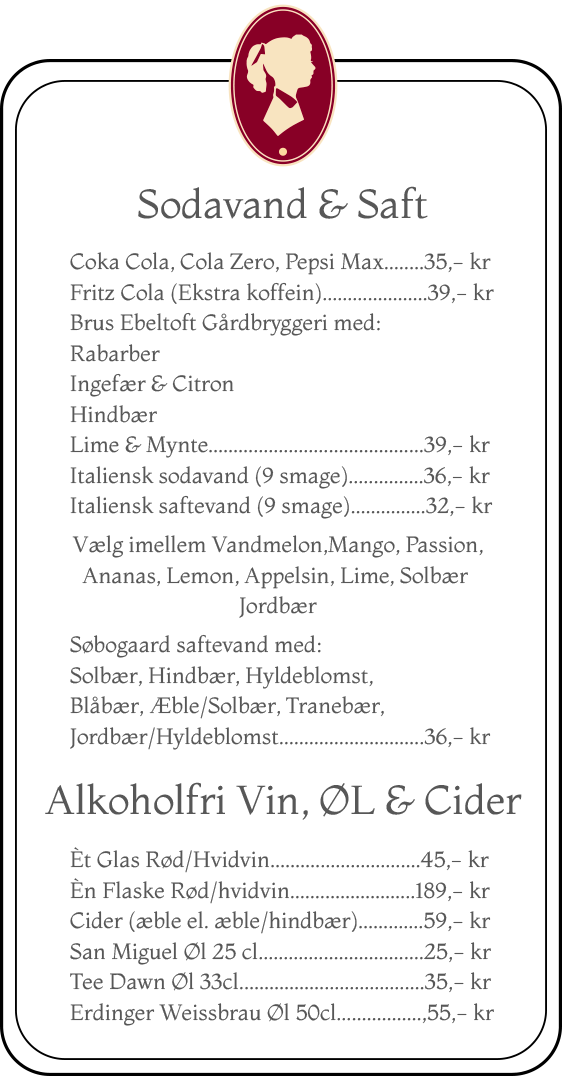 Sodavand & Saft
Coka Cola, Cola Zero, Pepsi Max........35,- kr
Fritz Cola (Ekstra koffein).....................39,- kr
Brus Ebeltoft Gårdbryggeri med:
Rabarber
Ingefær & Citron
Hindbær
Lime & Mynte...........................................39,- kr
Italiensk sodavand (9 smage)...............36,- kr
Italiensk saftevand (9 smage)...............32,- kr
Vælg imellem Vandmelon,Mango, Passion,
Ananas, Lemon, Appelsin, Lime, Solbær
Jordbær
Søbogaard saftevand med:
Solbær, Hindbær, Hyldeblomst,
Blåbær, Æble/Solbær, Tranebær,
Jordbær/Hyldeblomst.............................36,- kr
Alkoholfri Vin, ØL & Cider
Èt Glas Rød/Hvidvin..............................45,- kr
Èn Flaske Rød/hvidvin.........................189,- kr
Cider (æble el. æble/hindbær).............59,- kr
San Miguel Øl 25 cl.................................25,- kr
Tee Dawn Øl 33cl.....................................35,- kr
Erdinger Weissbrau Øl 50cl.................,55,- kr